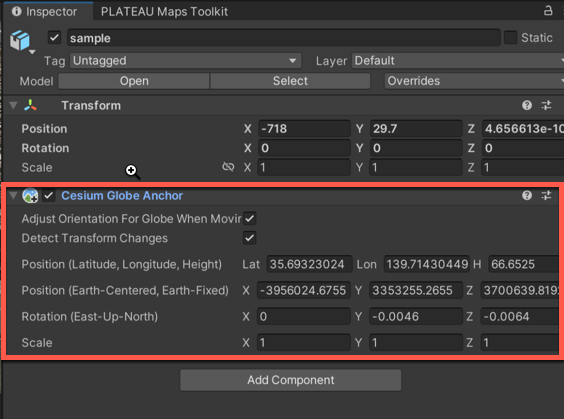 Inspector PLATEAU Maps Toolkit
sample Static
Tag Untagged Layer Default
Model Open Select Overrides
Transform
Position X -718 Y 29.7 Z 4.656613e-10
Rotation X 0 Y 0 Z 0
Scale X 1 Y 1 Z 1
Cesium Globe Anchor
Adjust Orientation For Globe When Movir
Detect Transform Changes
Position (Latitude, Longitude, Height) Lat 35.69323024 Lon 139.71430449 H 66.6525
Position (Earth-Centered, Earth-Fixed) X -3956024.6755 Y 3353255.2655 Z 3700639.819
Rotation (East-Up-North) X 0 Y -0.0046 Z -0.0064
Scale X 1 Y 1 Z 1
Add Component